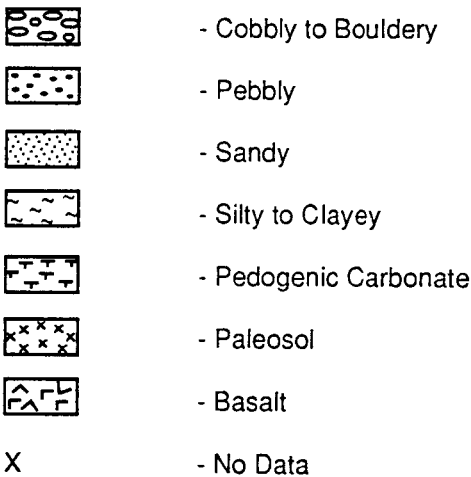 - Cobbly to Bouldery
- Pebbly
- Sandy
- Silty to Clayey
- Pedogenic Carbonate
- Paleosol
- Basalt
X - No Data